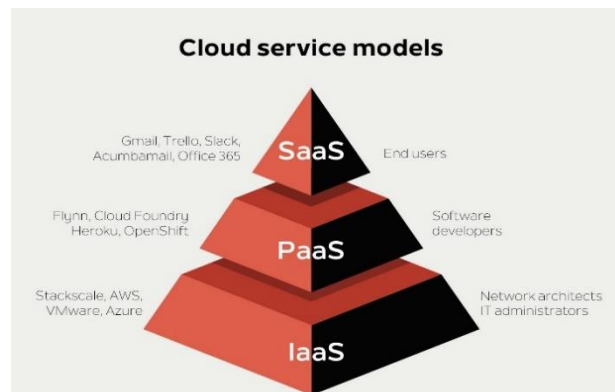 Cloud service models
Gmail, Trello, Slack,
Acumbamail, Office 365
SaaS
End users
Flynn, Cloud Foundry
Heroku, OpenShift
PaaS
Software
developers
Stackscale, AWS,
VMware, Azure
IaaS
Network architects
IT administrators